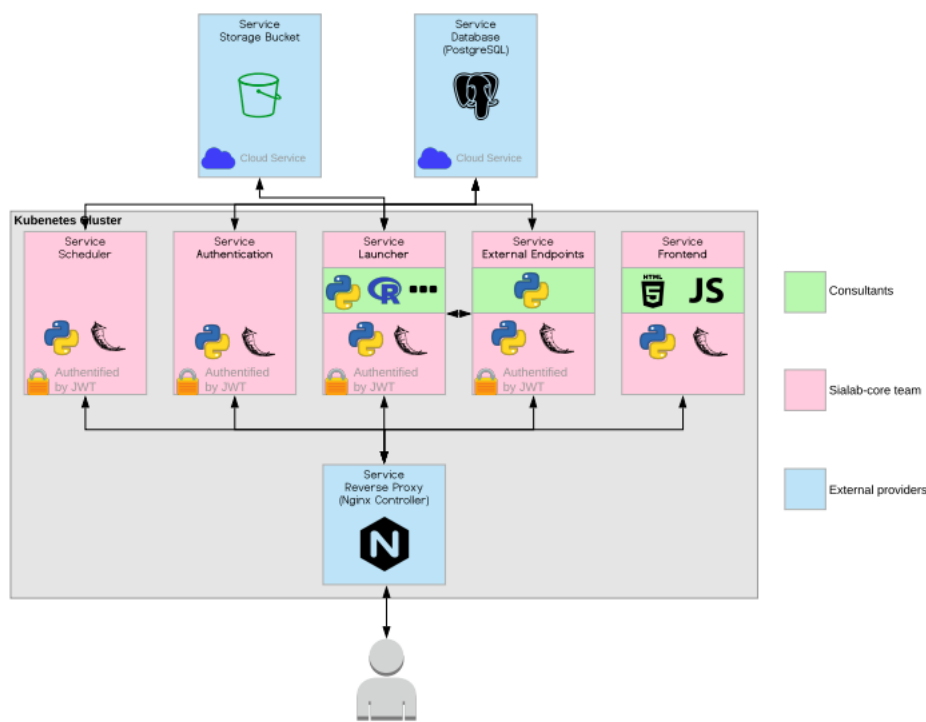 Service
Storage Bucket
Cloud Service
Service
Database
(PostgreSQL)
Cloud Service
Kubenetes Cluster
Service
Scheduler
Authentified
by JWT
Service
Authentication
Authentified
by JWT
Service
Launcher
R
Authentified
by JWT
Service
External Endpoints
Authentified
by JWT
Service
Frontend
HTML
5
JS
Service
Reverse Proxy
(Nginx Controller)
N
Consultants
Sialab-core team
External providers